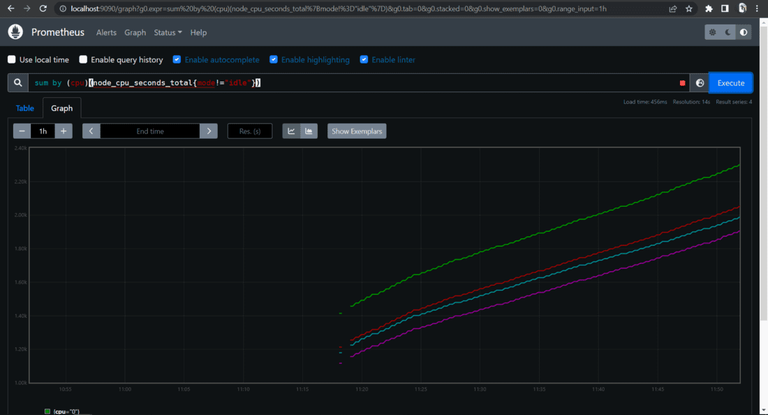 localhost:9090/graph?g0.expr=sum%20by%20(cpu)(node_cpu_seconds_total%7Bmode!%3D"idle"%7D)&g0.tab=0&g0.stacked=0&g0.show_exemplars=0&g0.range_input=1h
Prometheus Alerts Graph Status Help
Use local time Enable query history Enable autocomplete Enable highlighting Enable linter
sum by (cpu)(node_cpu_seconds_total{mode!="idle"}) Execute
Table Graph Load time: 456ms Resolution: 14s Result series: 4
− 1h + End time Res. (s) Show Exemplars
2.40k
2.20k
2.00k
1.80k
1.60k
1.40k
1.20k
1.00k
11:00 11:05 11:10 11:15 11:20 11:25 11:30 11:35 11:40 11:50
{cpu="0"}